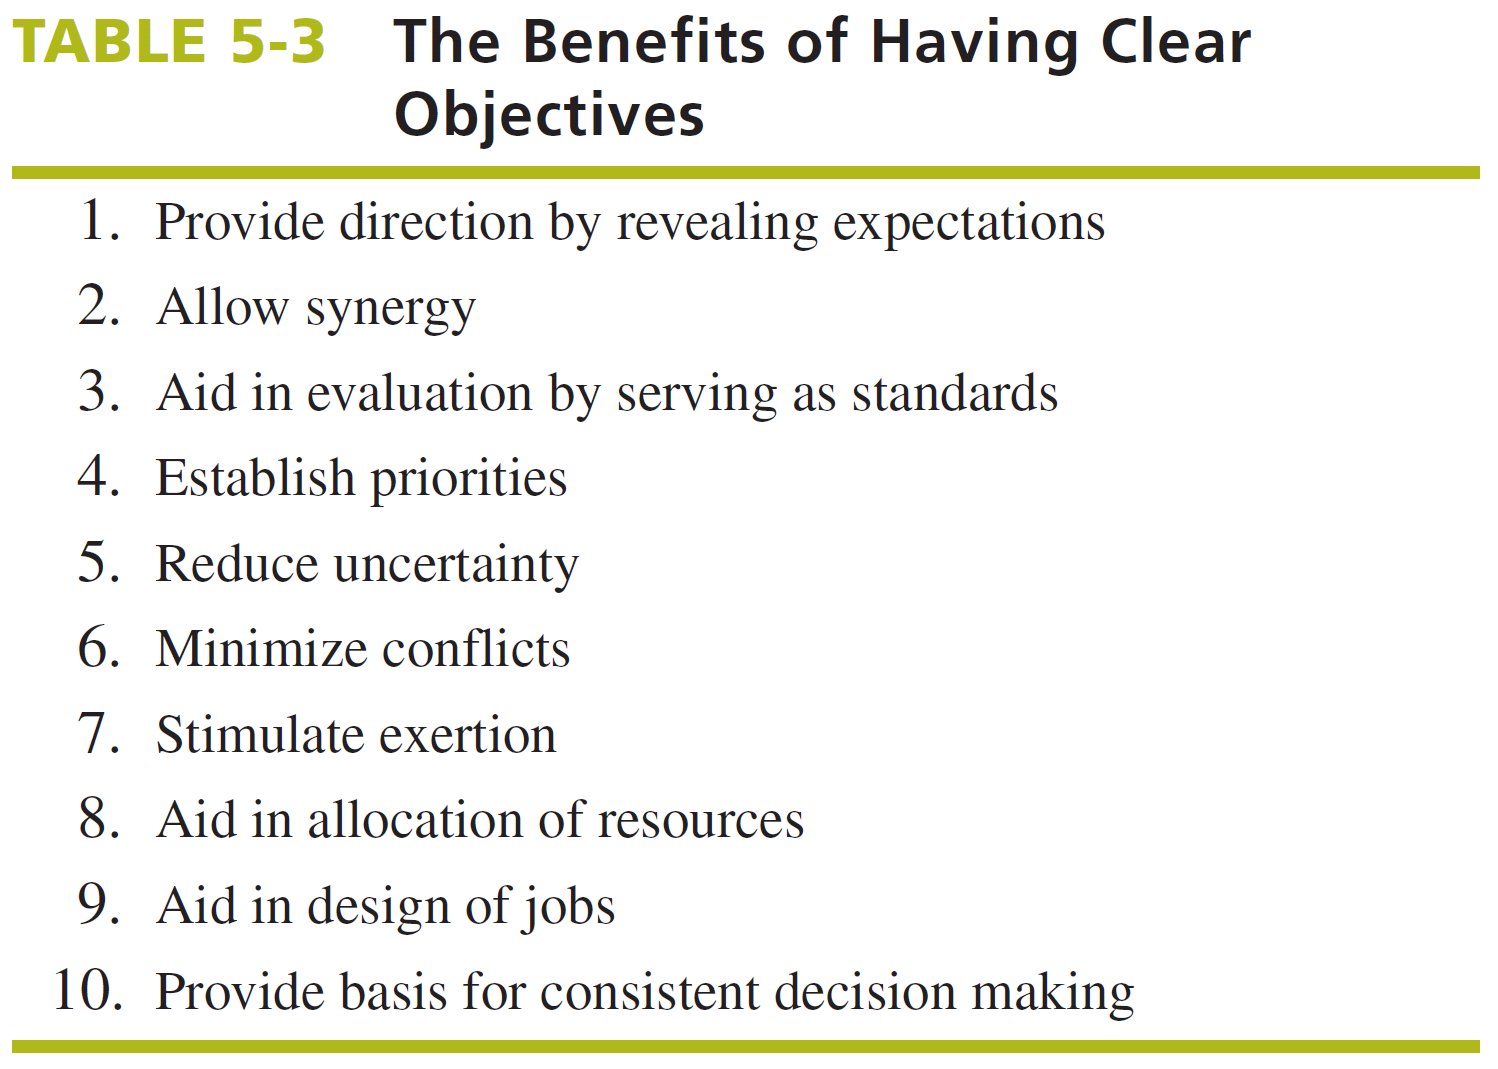 TABLE 5-3 The Benefits of Having Clear
Objectives
1. Provide direction by revealing expectations
2. Allow synergy
3. Aid in evaluation by serving as standards
4. Establish priorities
5. Reduce uncertainty
6. Minimize conflicts
7. Stimulate exertion
8. Aid in allocation of resources
9. Aid in design of jobs
10. Provide basis for consistent decision making